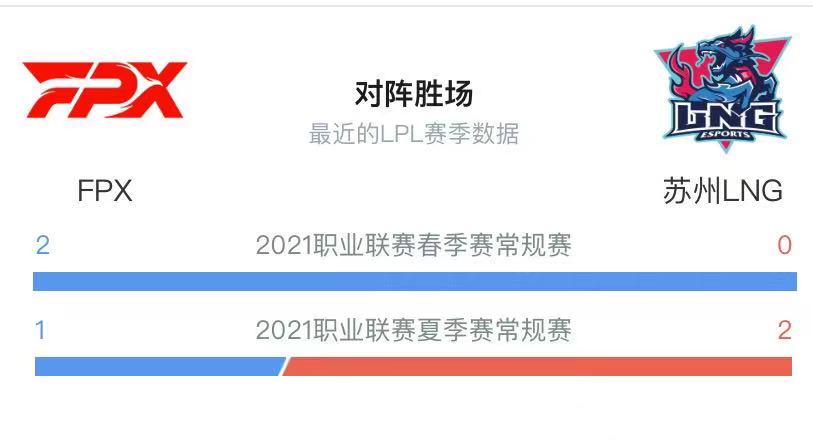 FPX
对阵胜场
LNG
ESPORTS
最近的LPL赛季数据
FPX
苏州LNG
2 2021职业联赛春季赛常规赛 0
1 2021职业联赛夏季赛常规赛 2